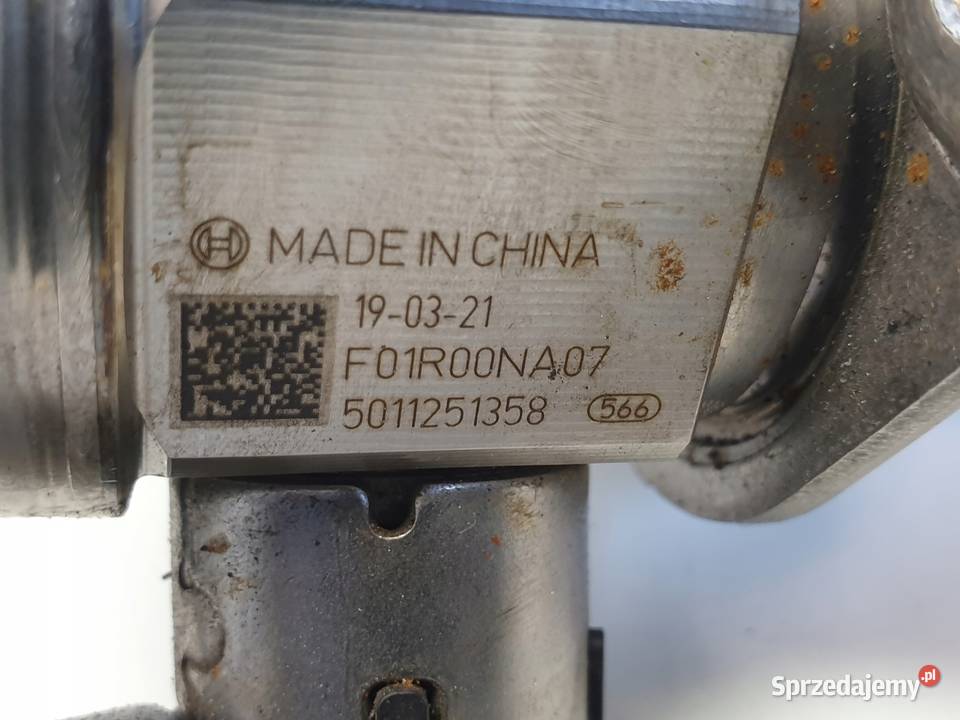 MADE IN CHINA
19-03-21
F01R00NA07
5011251358 566
Sprzedajemy.pl